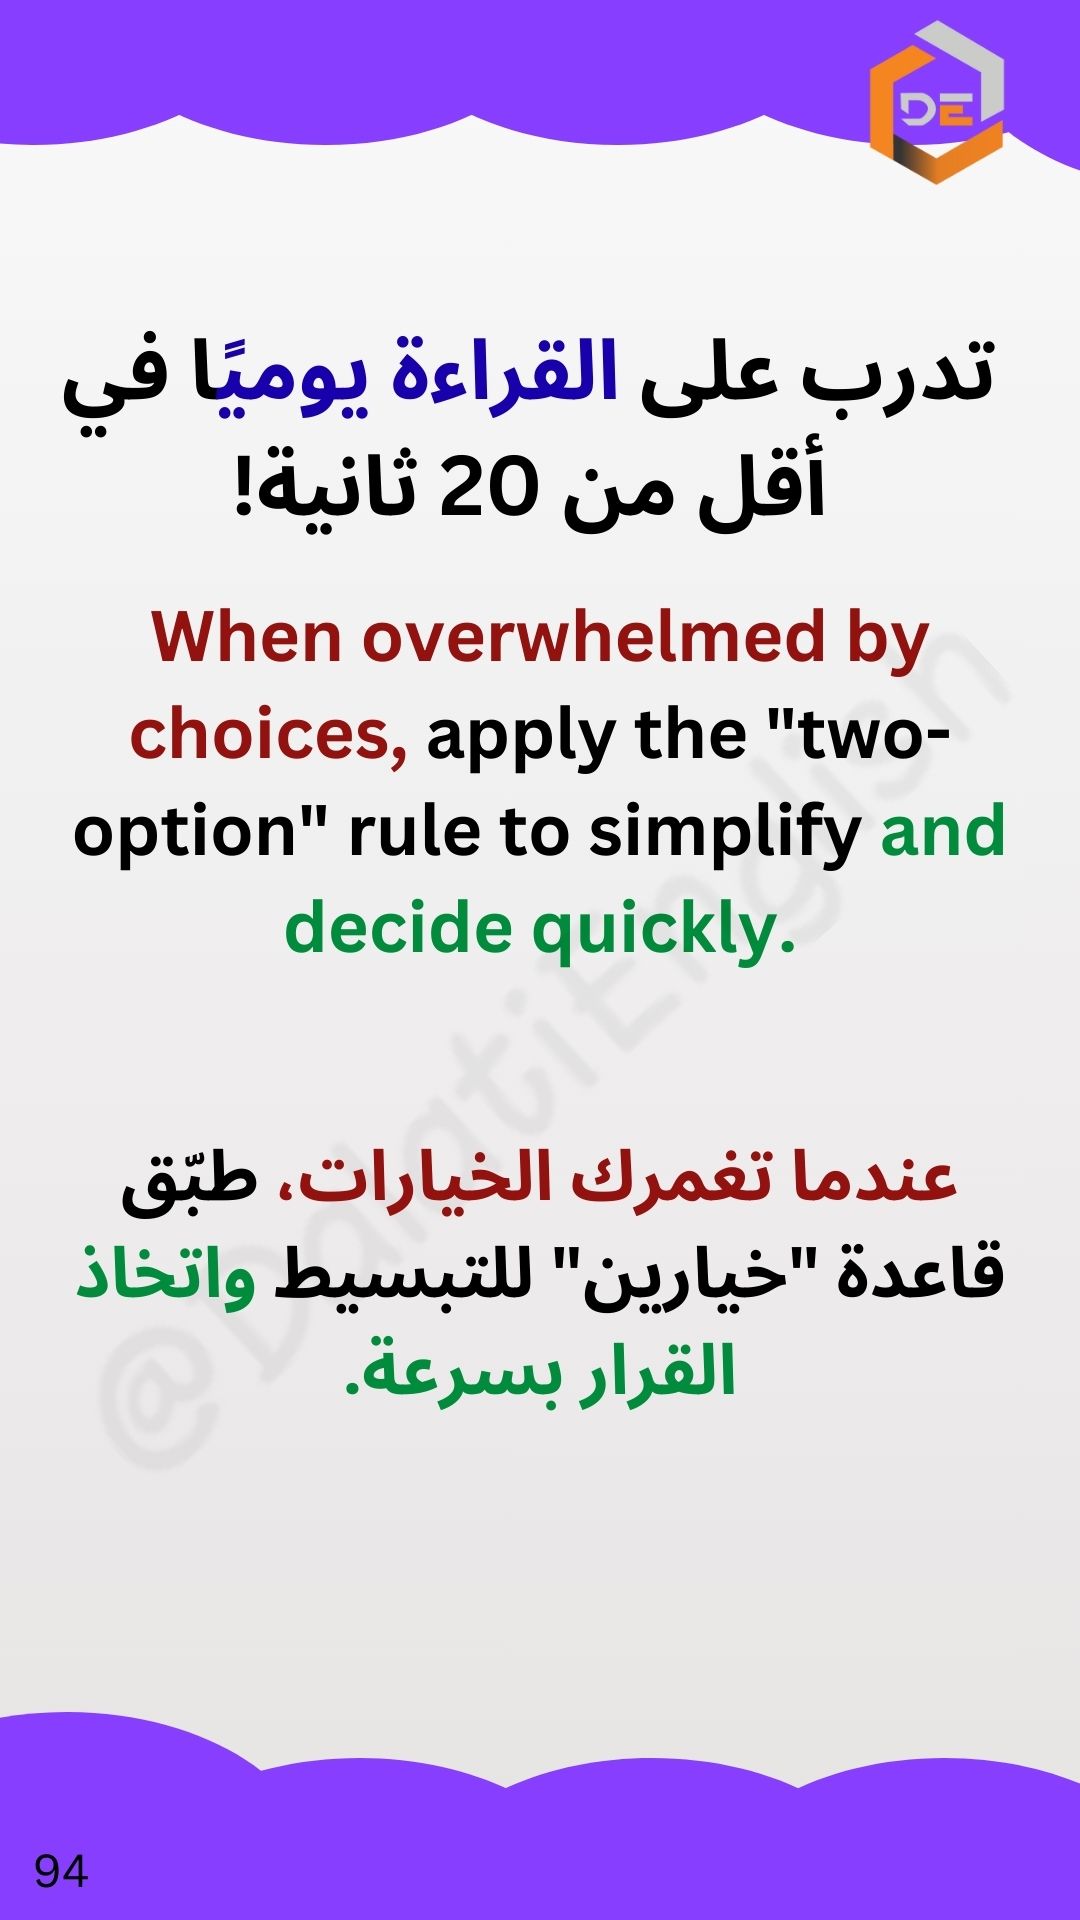 DE
تدرب على القراءة يوميًا في
أقل من 20 ثانية!
When overwhelmed by
choices, apply the "two-
option" rule to simplify and
decide quickly.
@DalatiEnglish
عندما تغمرك الخيارات، طبّق
قاعدة "خيارين" للتبسيط واتخاذ
القرار بسرعة.
94